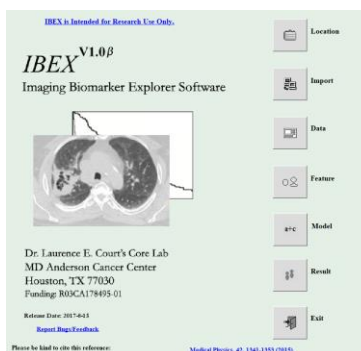 IBEX is Intended for Research Use Only.
IBEX V1.0β
Imaging Biomarker Explorer Software
Dr. Laurence E. Court's Core Lab
MD Anderson Cancer Center
Houston, TX 77030
Funding: R03CA178495-01
Release Date: 2017-04-13
Report Bugs/Feedback
Please be kind to cite this reference:
Medical Physics, 42, 1341-1353 (2015)
Location
Import
Data
Feature
a+c
Model
Result
Exit